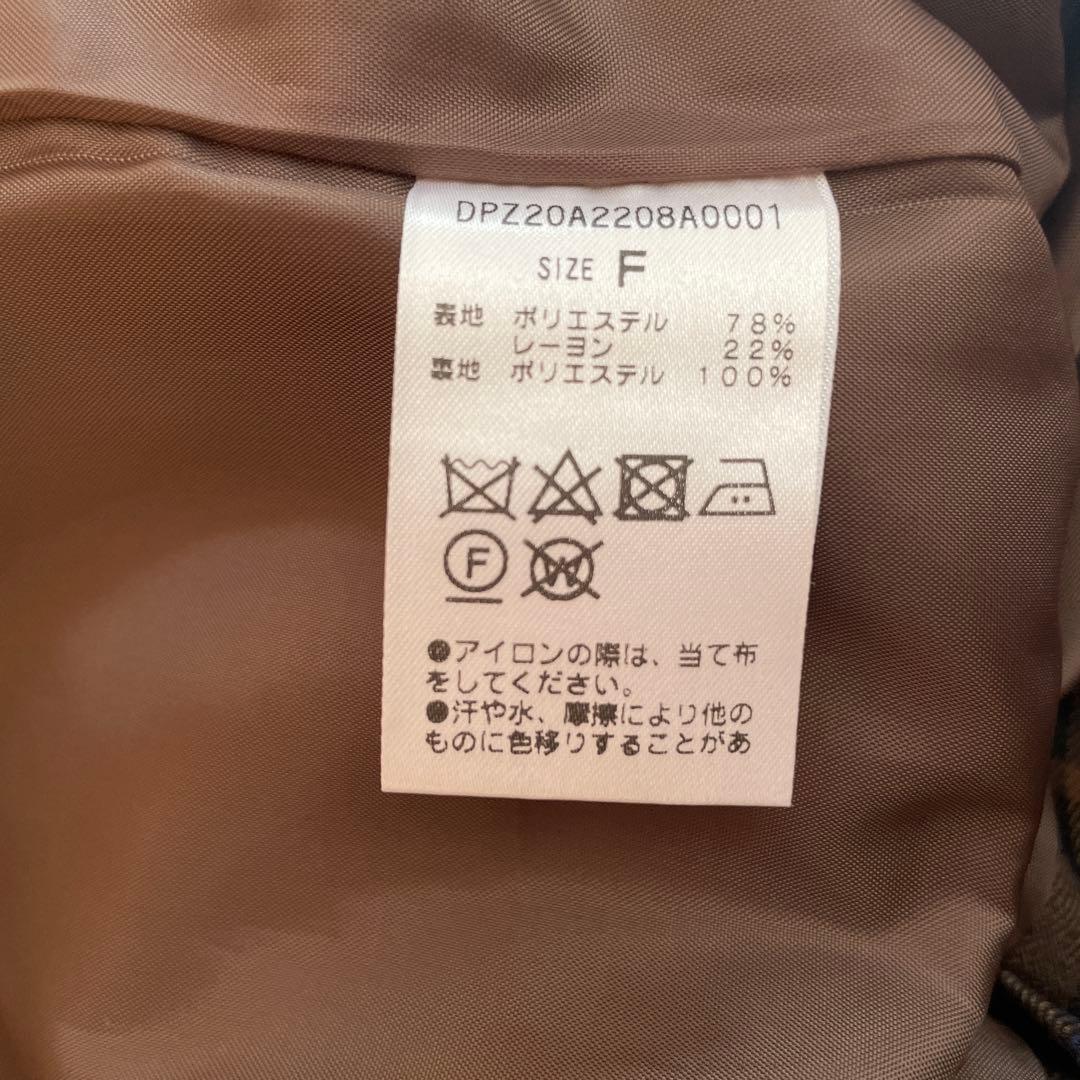 DPZ20A2208A0001
SIZE F
表地 ポリエステル 78%
レーヨン 22%
裏地 ポリエステル 100%
F W
●アイロンの際は、当て布
をしてください。
●汗や水、摩擦により他の
ものに色移りすることがあ